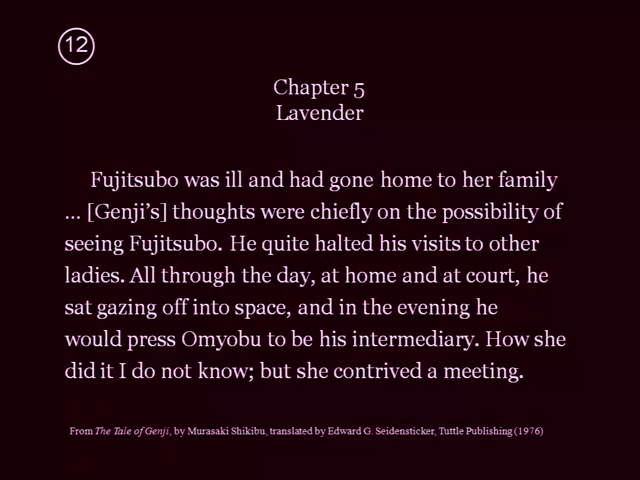 12
Chapter 5
Lavender
Fujitsubo was ill and had gone home to her family
... [Genji's] thoughts were chiefly on the possibility of
seeing Fujitsubo. He quite halted his visits to other
ladies. All through the day, at home and at court, he
sat gazing off into space, and in the evening he
would press Omyobu to be his intermediary. How she
did it I do not know; but she contrived a meeting.
From The Tale of Genji, by Murasaki Shikibu, translated by Edward G. Seidensticker, Tuttle Publishing (1976)